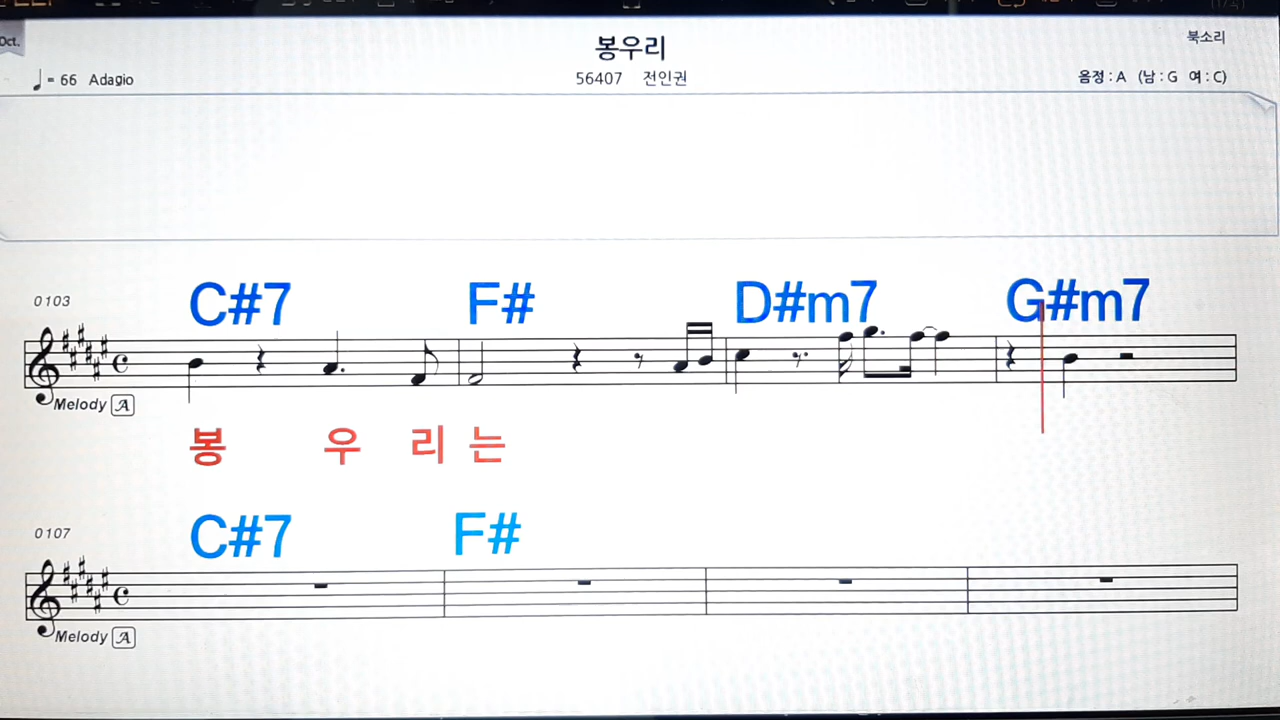 Oct.
봉우리
북소리
♩= 66 Adagio
56407 전인권
음정 : A (남 : G 여 : C)
0103
C#7 F# D#m7 G#m7
Melody A
봉 우 리 는
0107
C#7 F#
Melody A